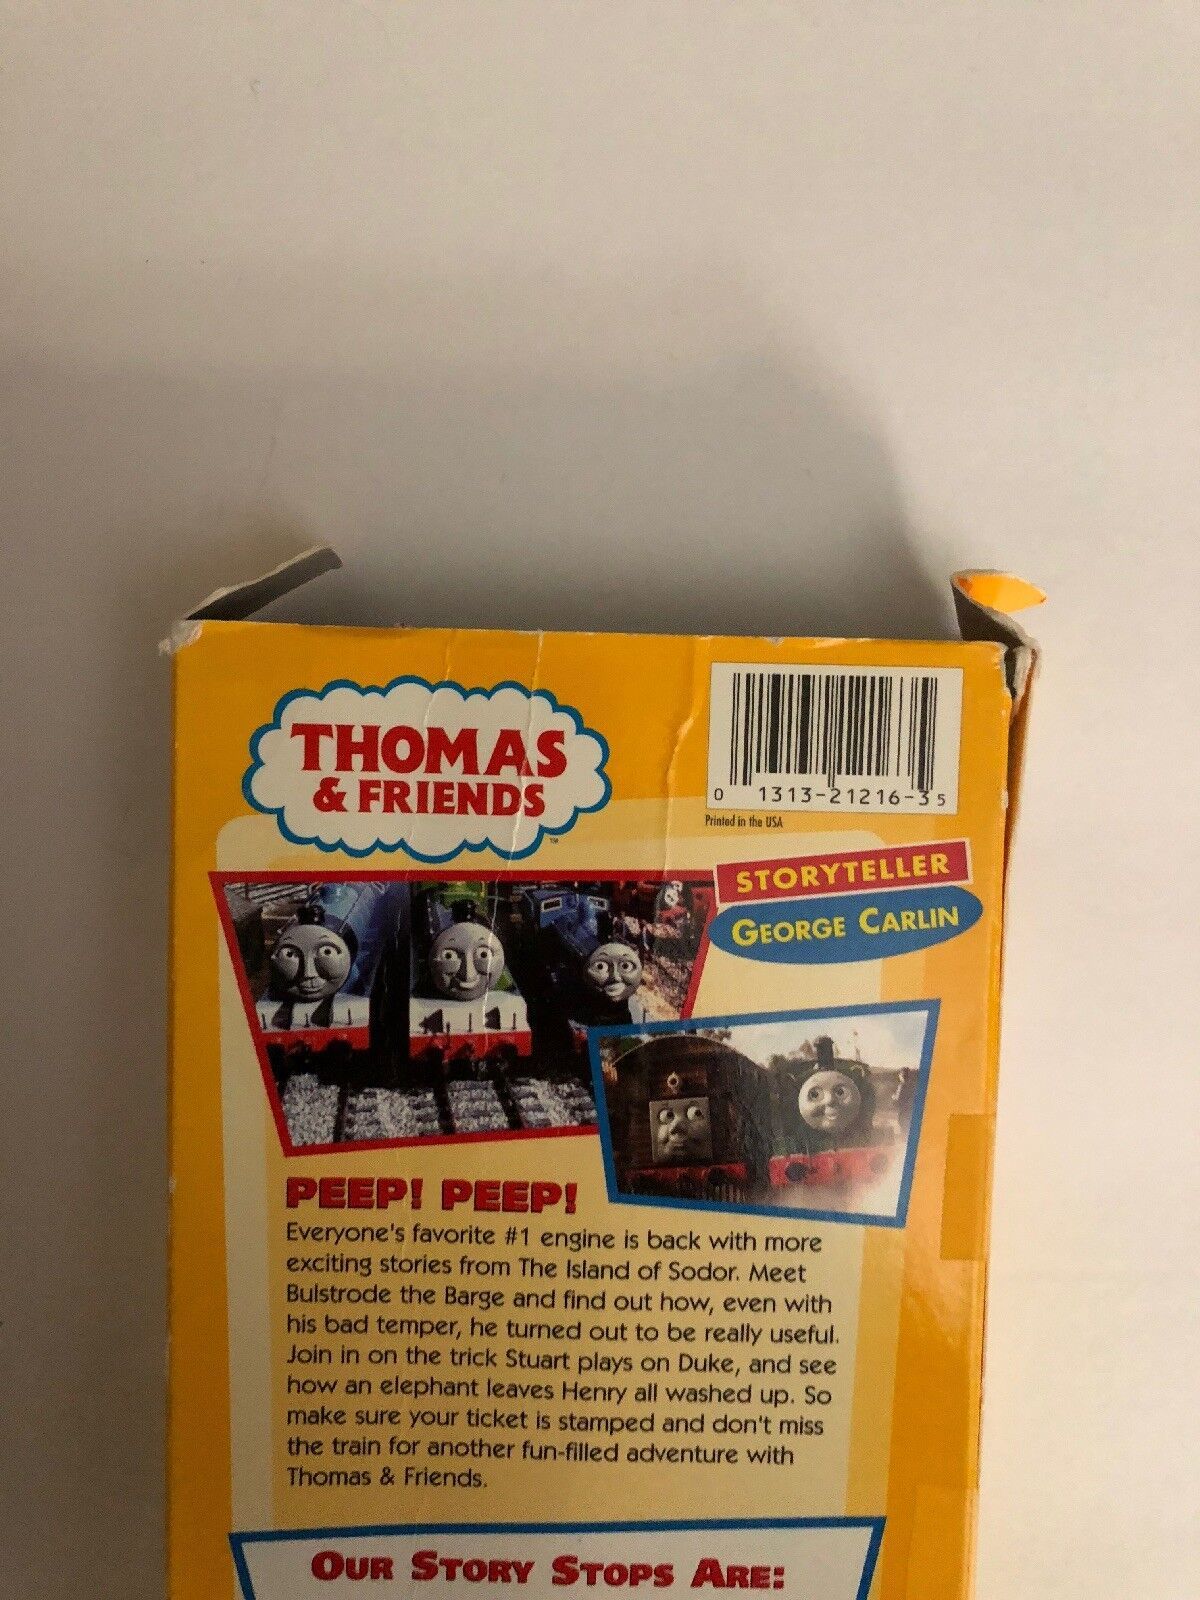 THOMAS
& FRIENDS
™
0 1313-21216-3 5
Printed in the USA
STORYTELLER
GEORGE CARLIN
PEEP! PEEP!
Everyone's favorite #1 engine is back with more
exciting stories from The Island of Sodor. Meet
Bulstrode the Barge and find out how, even with
his bad temper, he turned out to be really useful.
Join in on the trick Stuart plays on Duke, and see
how an elephant leaves Henry all washed up. So
make sure your ticket is stamped and don't miss
the train for another fun-filled adventure with
Thomas & Friends.
OUR STORY STOPS ARE: